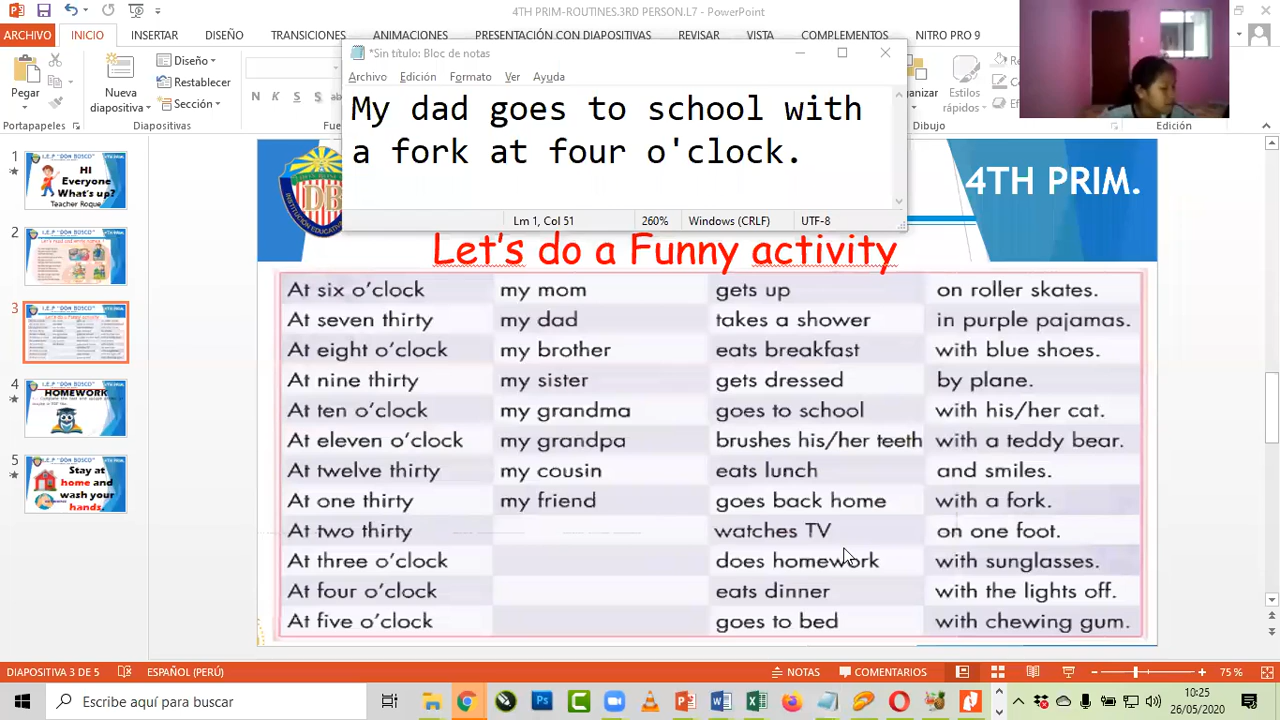 4TH PRIM-ROUTINES.3RD PERSON.L7 - PowerPoint
ARCHIVO INICIO INSERTAR DISEÑO TRANSICIONES ANIMACIONES PRESENTACIÓN CON DIAPOSITIVAS REVISAR VISTA COMPLEMENTOS NITRO PRO 9
Pegar
Nueva
diapositiva
Diseño
Restablecer
Sección
N K S S
Estilos
rápidos
Portapapeles
Diapositivas
Dibujo
Edición
*Sin título: Bloc de notas
Archivo Edición Formato Ver Ayuda
My dad goes to school with
a fork at four o'clock.
Lm 1, Col 51 260% Windows (CRLF) UTF-8
1
HI
Everyone
What's up?
Teacher Roque
2
3
4
HOMEWORK
5
Stay at
home and
wash your
hands.
DB
4TH PRIM.
Let's do a Funny activity
At six o'clock my mom gets up on roller skates.
At seven thirty my dad takes a shower pajamas.
At eight o'clock my brother eats breakfast with blue shoes.
At nine thirty my sister gets dressed by plane.
At ten o'clock my grandma goes to school with his/her cat.
At eleven o'clock my grandpa brushes his/her teeth with a teddy bear.
At twelve thirty my cousin eats lunch and smiles.
At one thirty my friend goes back home with a fork.
At two thirty watches TV on one foot.
At three o'clock does homework with sunglasses.
At four o'clock eats dinner with the lights off.
At five o'clock goes to bed with chewing gum.
DIAPOSITIVA 3 DE 5 ESPAÑOL (PERÚ) NOTAS COMENTARIOS 75 %
Escribe aquí para buscar
10:25
26/05/2020